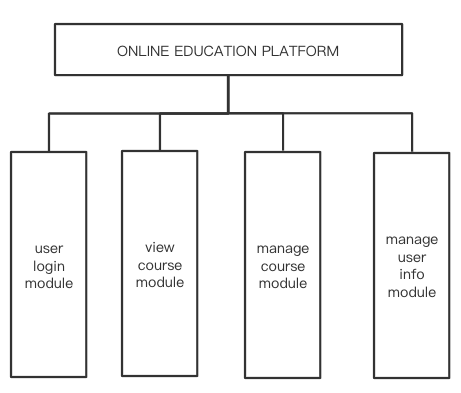 ONLINE EDUCATION PLATFORM
user
login
module
view
course
module
manage
course
module
manage
user
info
module